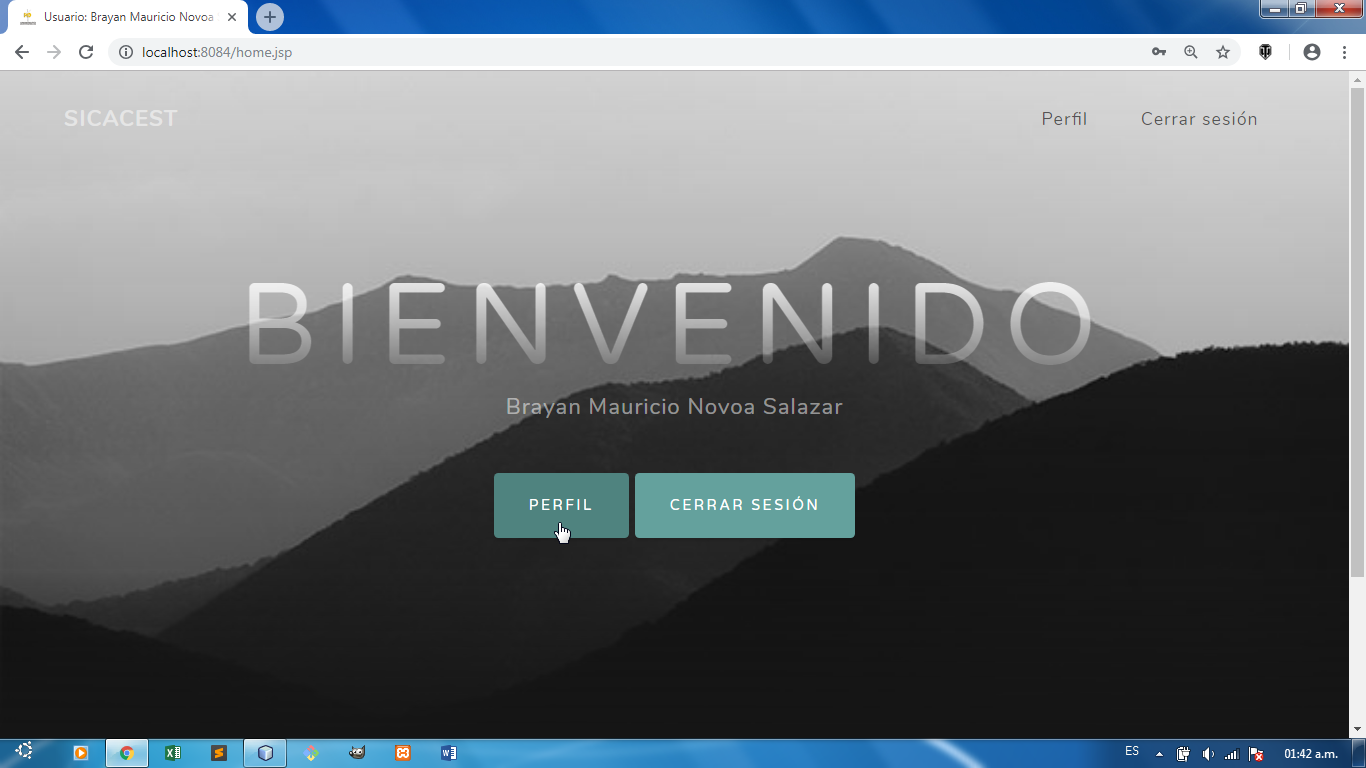 Usuario: Brayan Mauricio Novoa
localhost:8084/home.jsp
SICACEST
Perfil
Cerrar sesión
BIENVENIDO
Brayan Mauricio Novoa Salazar
PERFIL
CERRAR SESIÓN
ES
01:42 a.m.